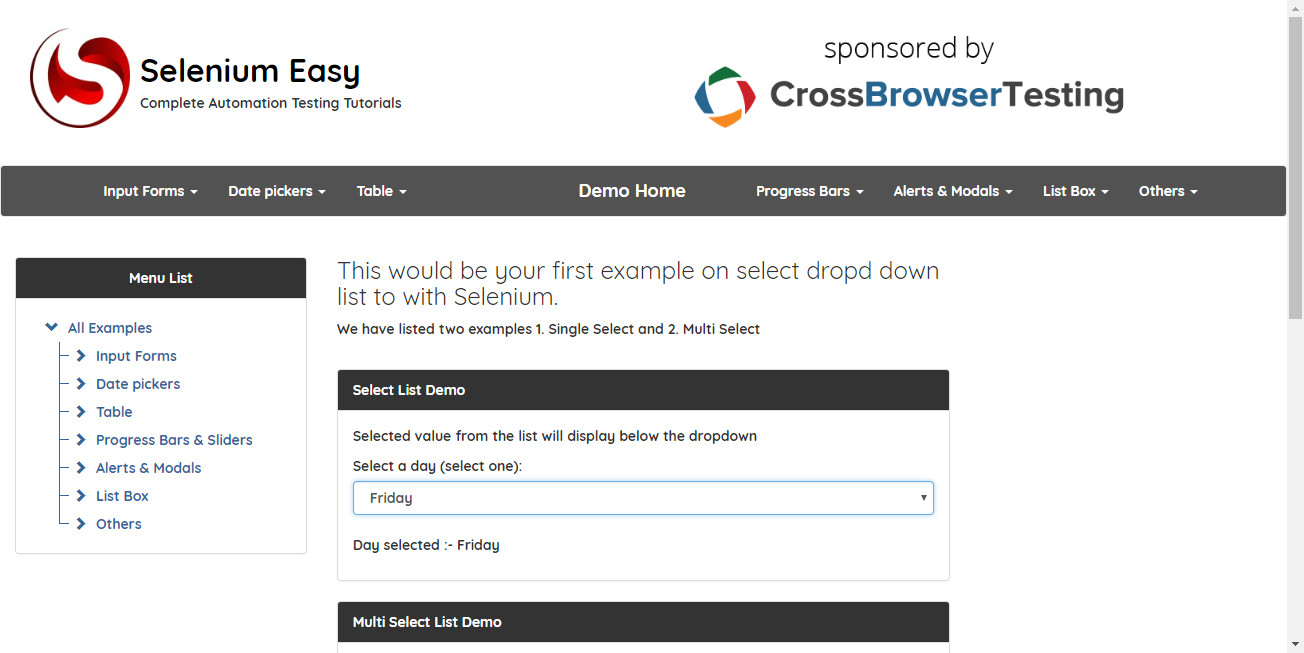 Selenium Easy
Complete Automation Testing Tutorials
sponsored by
CrossBrowserTesting
Input Forms Date pickers Table Demo Home Progress Bars Alerts & Modals List Box Others
Menu List
All Examples
Input Forms
Date pickers
Table
Progress Bars & Sliders
Alerts & Modals
List Box
Others
This would be your first example on select dropd down
list to with Selenium.
We have listed two examples 1. Single Select and 2. Multi Select
Select List Demo
Selected value from the list will display below the dropdown
Select a day (select one):
Friday
Day selected :- Friday
Multi Select List Demo